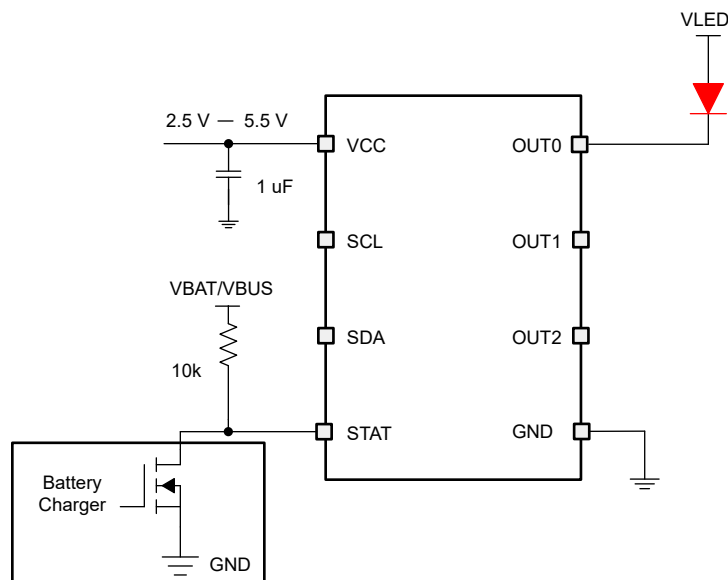 VLED
2.5 V — 5.5 V
VCC
OUT0
1 uF
SCL
OUT1
VBAT/VBUS
SDA
OUT2
10k
STAT
GND
Battery
Charger
GND